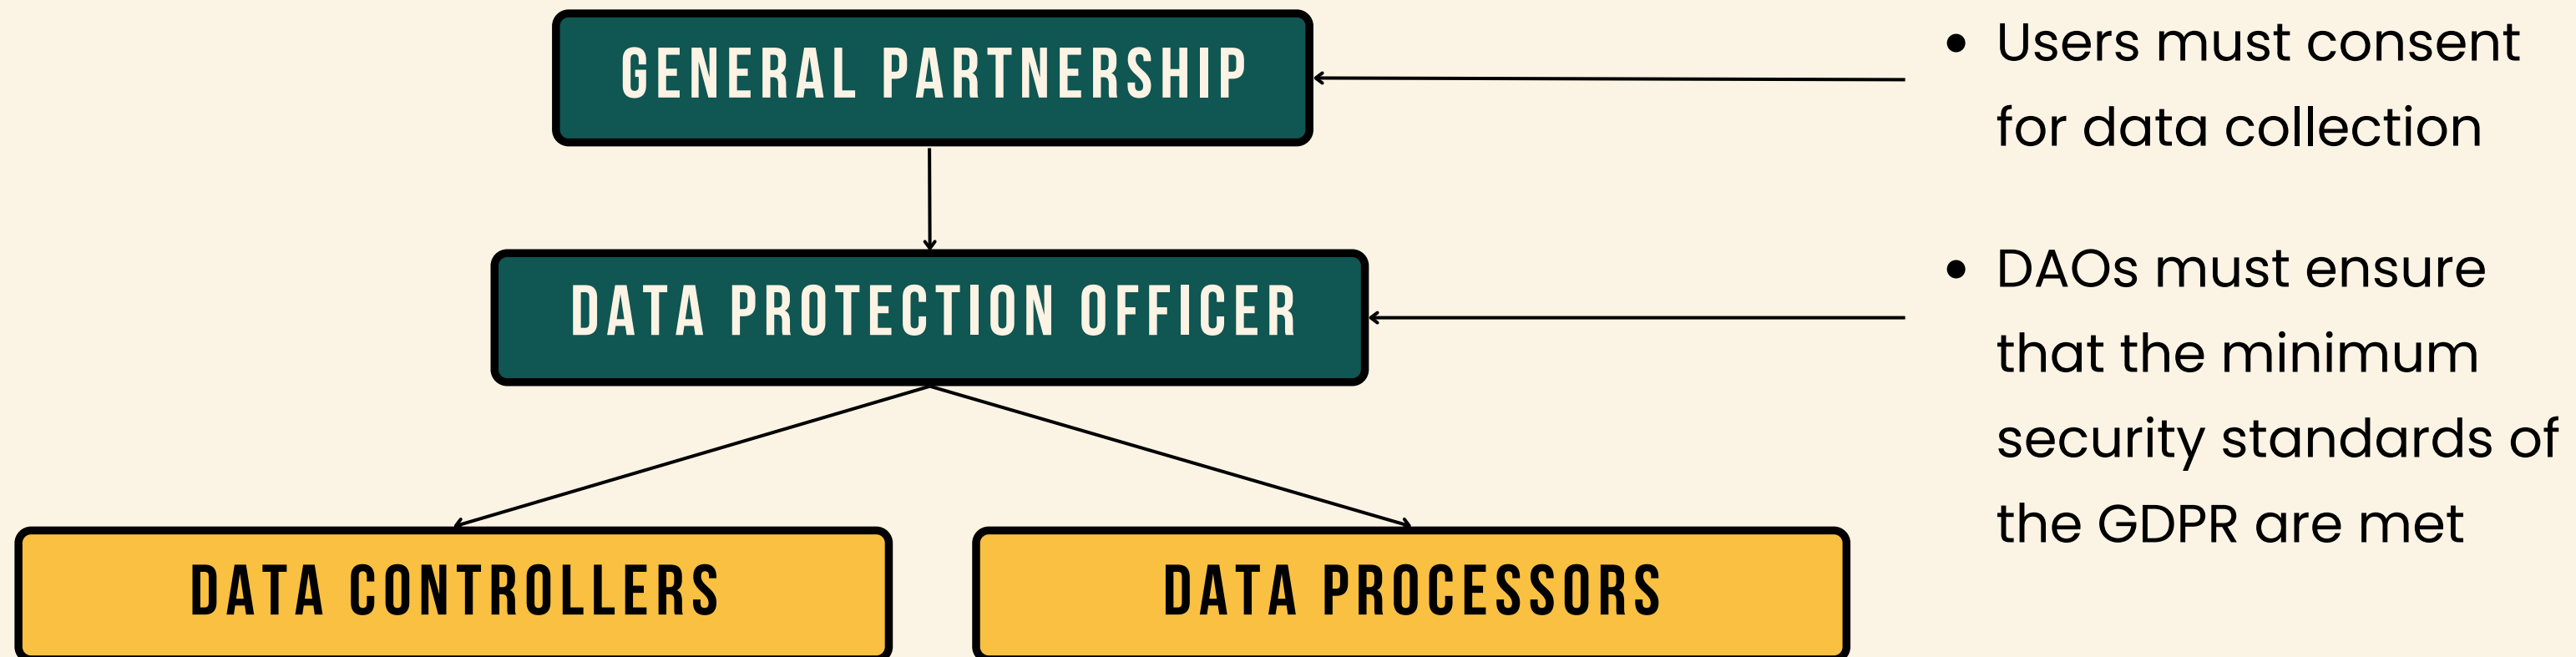 GENERAL PARTNERSHIP
DATA PROTECTION OFFICER
DATA CONTROLLERS
DATA PROCESSORS
• Users must consent
for data collection
• DAOs must ensure
that the minimum
security standards of
the GDPR are met